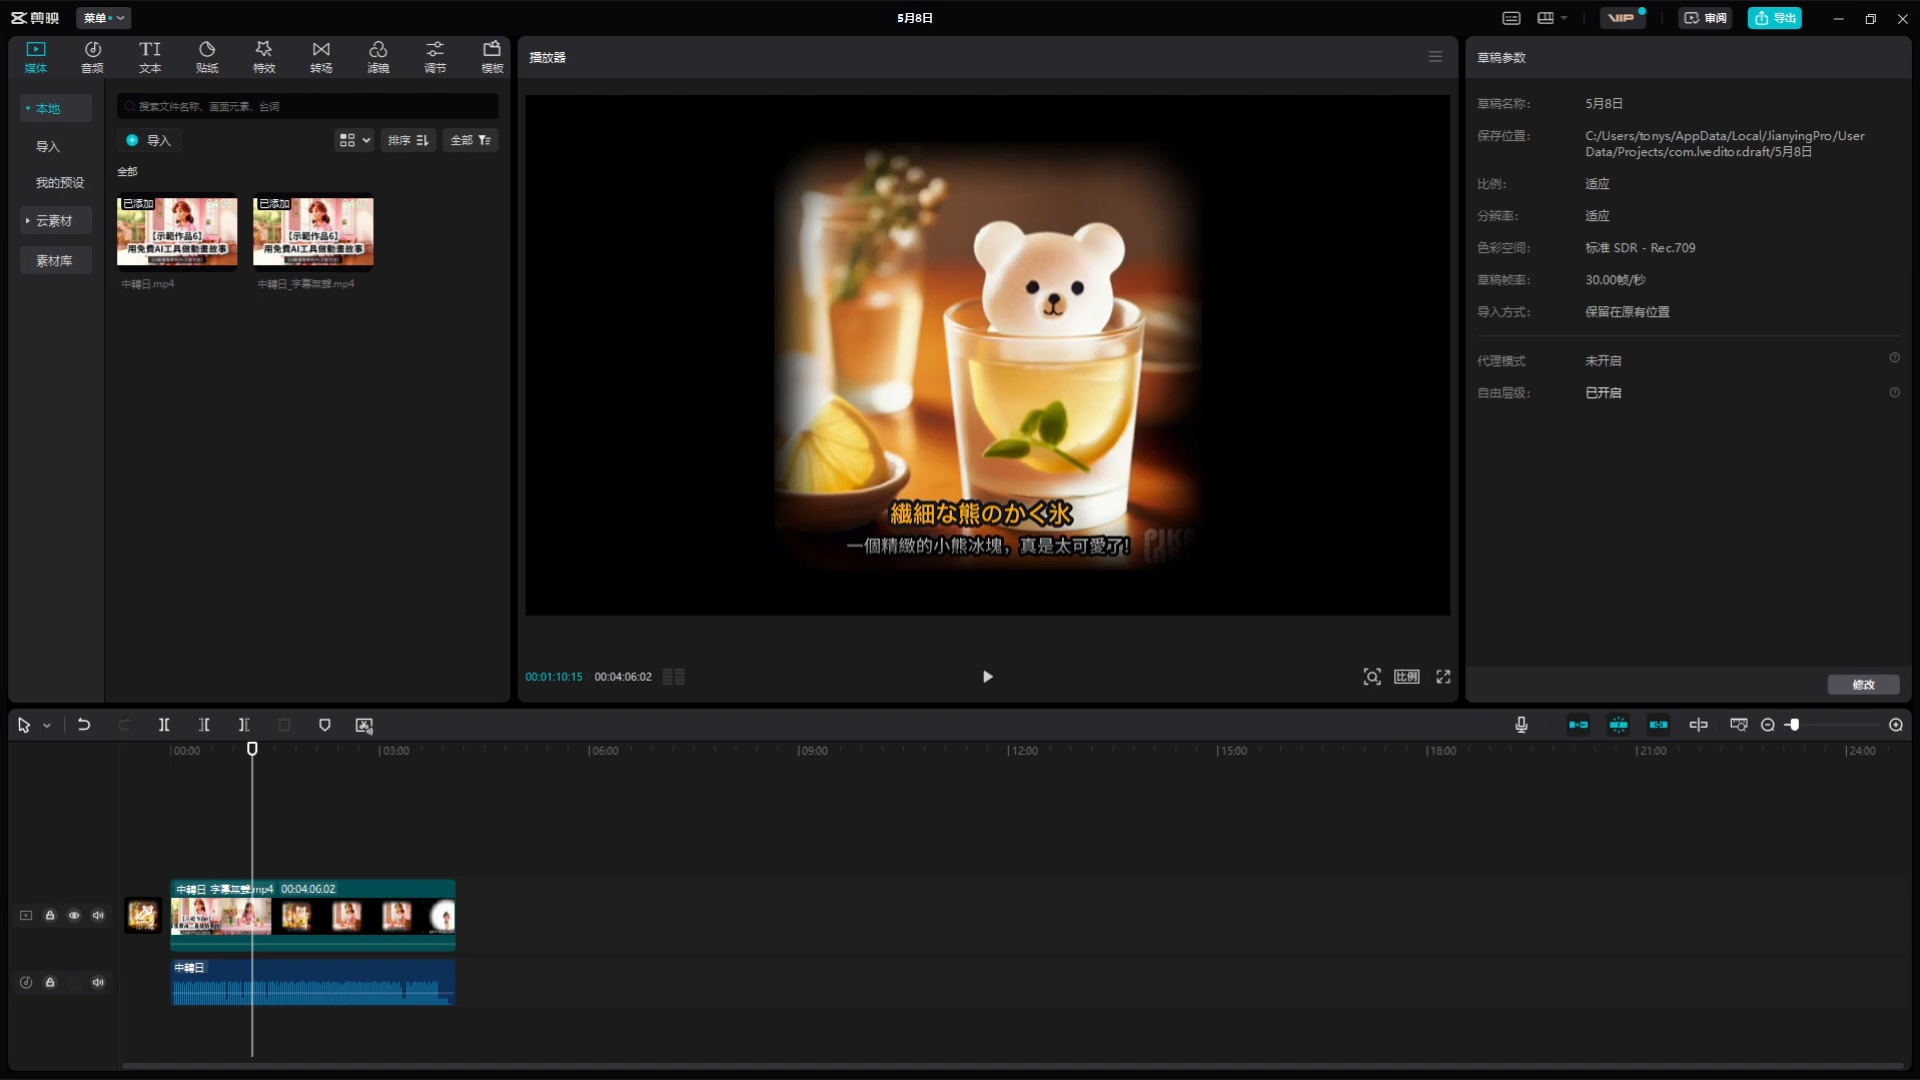 剪映
菜单
5月8日
VIP
审阅
导出
媒体
音频
文本
贴纸
特效
转场
滤镜
调节
模板
本地
导入
我的预设
云素材
素材库
搜索文件名称、画面元素、台词
导入
排序
全部
全部
已添加
【示範作品6】
用免費AI工具做動畫故事
中轉日.mp4
已添加
【示範作品6】
用免費AI工具做動畫故事
中轉日_字幕無聲.mp4
播放器
繊細な熊のかく氷
一個精緻的小熊冰塊，真是太可愛了!
PIKA
00:01:10:15
00:04:06:02
比例
草稿参数
草稿名称：
5月8日
保存位置：
C:/Users/tonys/AppData/Local/JianyingPro/User
Data/Projects/com.lveditor.draft/5月8日
比例：
适应
分辨率：
适应
色彩空间：
标准 SDR - Rec.709
草稿帧率：
30.00帧/秒
导入方式：
保留在原有位置
代理模式
未开启
自由层级：
已开启
修改
00:00
03:00
06:00
09:00
12:00
15:00
18:00
21:00
24:00
中轉日_字幕無聲.mp4 00:04:06:02
中轉日